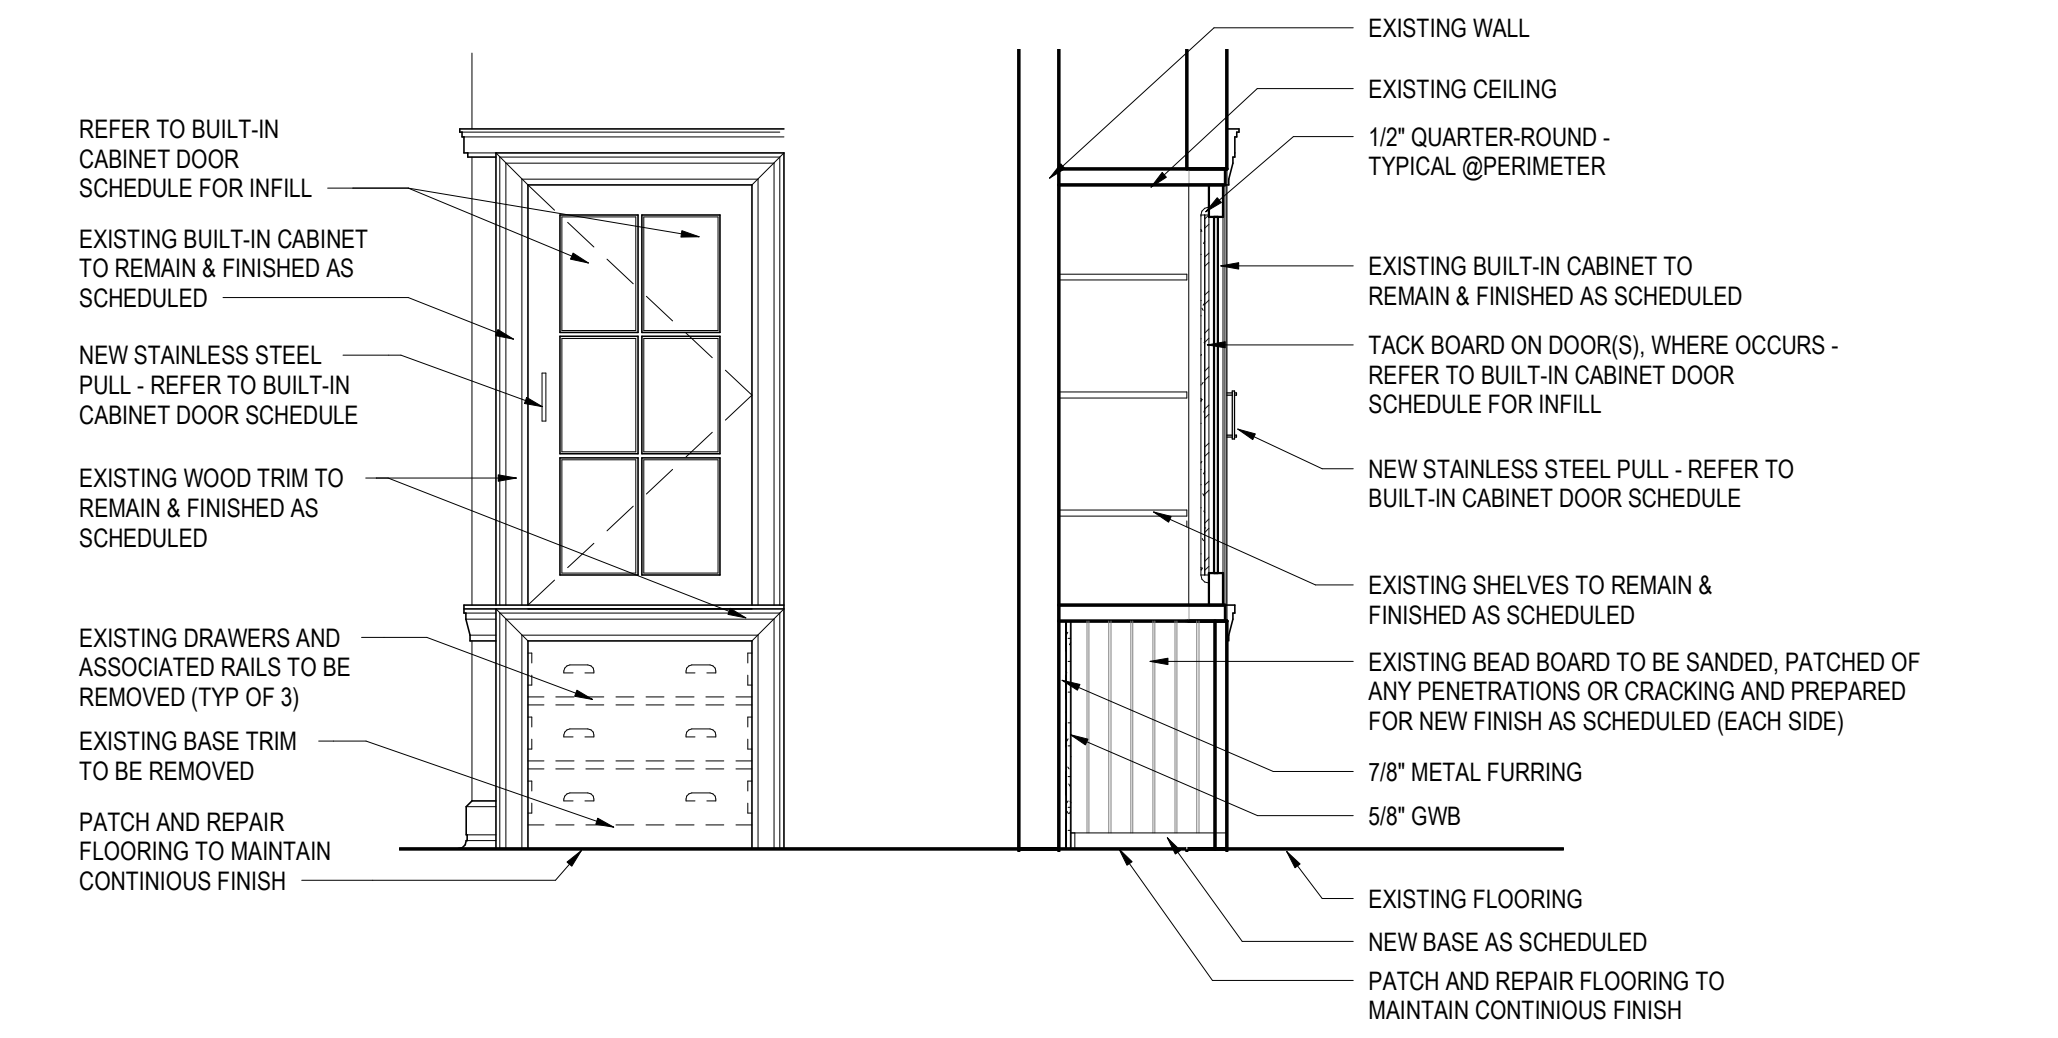 REFER TO BUILT-IN
CABINET DOOR
SCHEDULE FOR INFILL
EXISTING BUILT-IN CABINET
TO REMAIN & FINISHED AS
SCHEDULED
NEW STAINLESS STEEL
PULL - REFER TO BUILT-IN
CABINET DOOR SCHEDULE
EXISTING WOOD TRIM TO
REMAIN & FINISHED AS
SCHEDULED
EXISTING DRAWERS AND
ASSOCIATED RAILS TO BE
REMOVED (TYP OF 3)
EXISTING BASE TRIM
TO BE REMOVED
PATCH AND REPAIR
FLOORING TO MAINTAIN
CONTINIOUS FINISH
EXISTING WALL
EXISTING CEILING
1/2" QUARTER-ROUND -
TYPICAL @PERIMETER
EXISTING BUILT-IN CABINET TO
REMAIN & FINISHED AS SCHEDULED
TACK BOARD ON DOOR(S), WHERE OCCURS -
REFER TO BUILT-IN CABINET DOOR
SCHEDULE FOR INFILL
NEW STAINLESS STEEL PULL - REFER TO
BUILT-IN CABINET DOOR SCHEDULE
EXISTING SHELVES TO REMAIN &
FINISHED AS SCHEDULED
EXISTING BEAD BOARD TO BE SANDED, PATCHED OF
ANY PENETRATIONS OR CRACKING AND PREPARED
FOR NEW FINISH AS SCHEDULED (EACH SIDE)
7/8" METAL FURRING
5/8" GWB
EXISTING FLOORING
NEW BASE AS SCHEDULED
PATCH AND REPAIR FLOORING TO
MAINTAIN CONTINIOUS FINISH